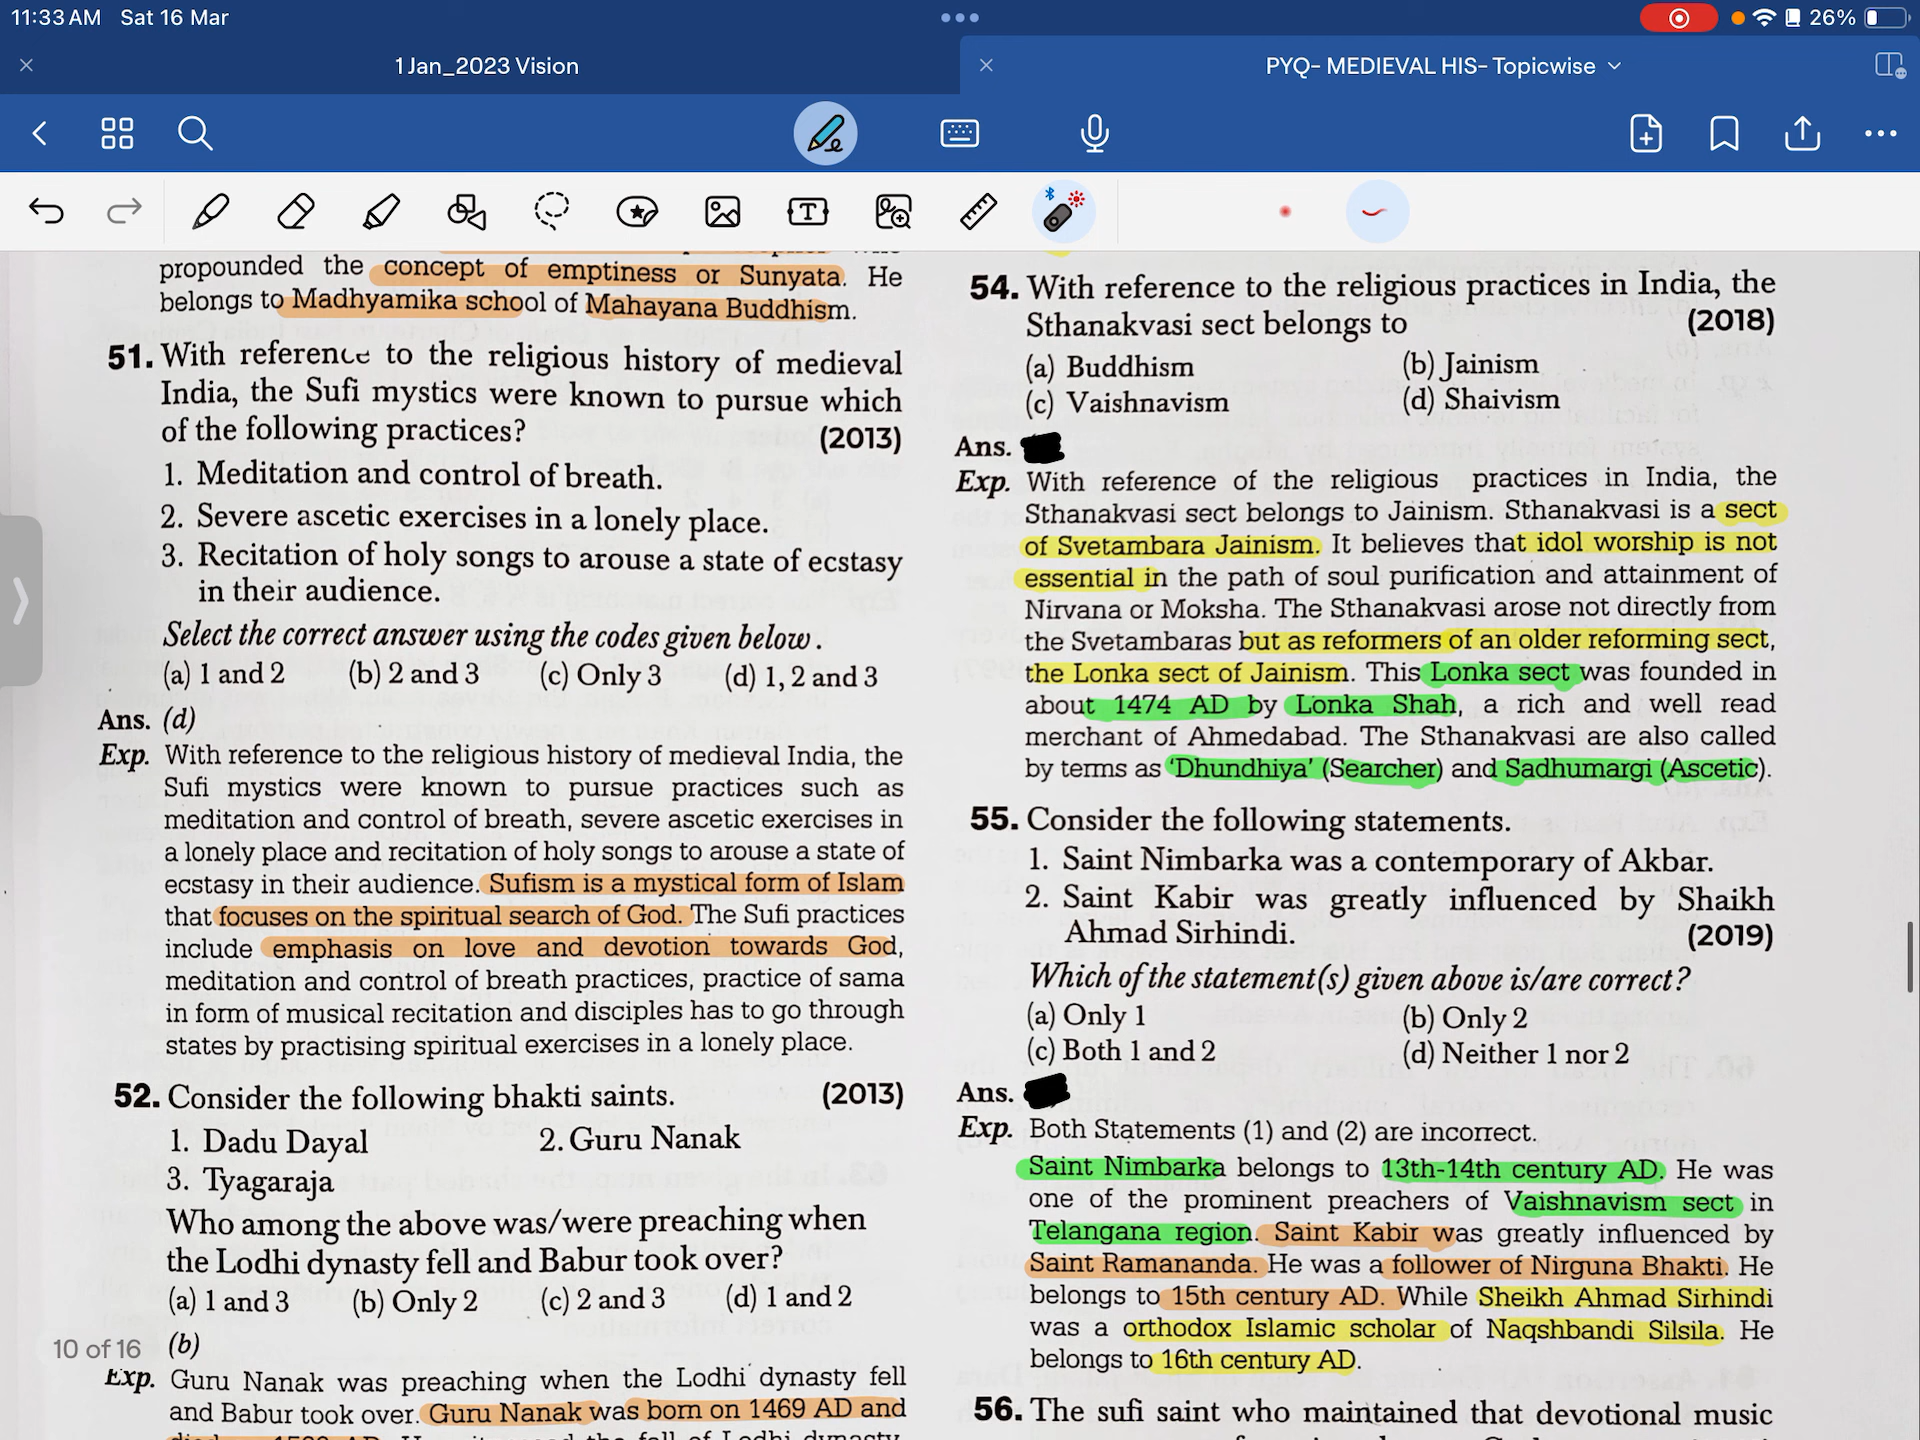 11:33 AM Sat 16 Mar
26%
1 Jan_2023 Vision
PYQ- MEDIEVAL HIS- Topicwise
propounded the concept of emptiness or Sunyata. He
belongs to Madhyamika school of Mahayana Buddhism.
51. With reference to the religious history of medieval
India, the Sufi mystics were known to pursue which
of the following practices? (2013)
1. Meditation and control of breath.
2. Severe ascetic exercises in a lonely place.
3. Recitation of holy songs to arouse a state of ecstasy
in their audience.
Select the correct answer using the codes given below.
(a) 1 and 2 (b) 2 and 3 (c) Only 3 (d) 1, 2 and 3
Ans. (d)
Exp. With reference to the religious history of medieval India, the
Sufi mystics were known to pursue practices such as
meditation and control of breath, severe ascetic exercises in
a lonely place and recitation of holy songs to arouse a state of
ecstasy in their audience. Sufism is a mystical form of Islam
that focuses on the spiritual search of God. The Sufi practices
include emphasis on love and devotion towards God,
meditation and control of breath practices, practice of sama
in form of musical recitation and disciples has to go through
states by practising spiritual exercises in a lonely place.
52. Consider the following bhakti saints. (2013)
1. Dadu Dayal 2. Guru Nanak
3. Tyagaraja
Who among the above was/were preaching when
the Lodhi dynasty fell and Babur took over?
(a) 1 and 3 (b) Only 2 (c) 2 and 3 (d) 1 and 2
10 of 16 (b)
Exp. Guru Nanak was preaching when the Lodhi dynasty fell
and Babur took over. Guru Nanak was born on 1469 AD and
54. With reference to the religious practices in India, the
Sthanakvasi sect belongs to (2018)
(a) Buddhism (b) Jainism
(c) Vaishnavism (d) Shaivism
Ans.
Exp. With reference of the religious practices in India, the
Sthanakvasi sect belongs to Jainism. Sthanakvasi is a sect
of Svetambara Jainism. It believes that idol worship is not
essential in the path of soul purification and attainment of
Nirvana or Moksha. The Sthanakvasi arose not directly from
the Svetambaras but as reformers of an older reforming sect,
the Lonka sect of Jainism. This Lonka sect was founded in
about 1474 AD by Lonka Shah, a rich and well read
merchant of Ahmedabad. The Sthanakvasi are also called
by terms as 'Dhundhiya' (Searcher) and Sadhumargi (Ascetic).
55. Consider the following statements.
1. Saint Nimbarka was a contemporary of Akbar.
2. Saint Kabir was greatly influenced by Shaikh
Ahmad Sirhindi. (2019)
Which of the statement(s) given above is/are correct?
(a) Only 1 (b) Only 2
(c) Both 1 and 2 (d) Neither 1 nor 2
Ans.
Exp. Both Statements (1) and (2) are incorrect.
Saint Nimbarka belongs to 13th-14th century AD. He was
one of the prominent preachers of Vaishnavism sect in
Telangana region. Saint Kabir was greatly influenced by
Saint Ramananda. He was a follower of Nirguna Bhakti. He
belongs to 15th century AD. While Sheikh Ahmad Sirhindi
was a orthodox Islamic scholar of Naqshbandi Silsila. He
belongs to 16th century AD.
56. The sufi saint who maintained that devotional music